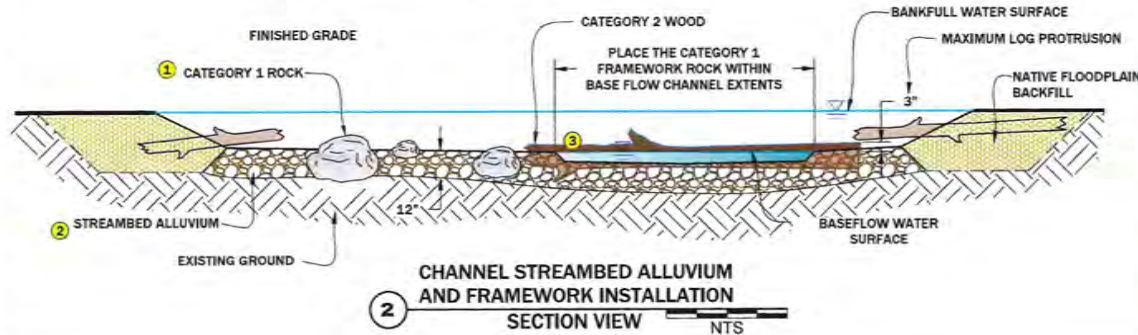 FINISHED GRADE
1 CATEGORY 1 ROCK
CATEGORY 2 WOOD
PLACE THE CATEGORY 1
FRAMEWORK ROCK WITHIN
BASE FLOW CHANNEL EXTENTS
BANKFULL WATER SURFACE
MAXIMUM LOG PROTRUSION
3"
NATIVE FLOODPLAIN
BACKFILL
3
2 STREAMBED ALLUVIUM
12"
EXISTING GROUND
BASEFLOW WATER
SURFACE
CHANNEL STREAMBED ALLUVIUM
AND FRAMEWORK INSTALLATION
2
SECTION VIEW
NTS